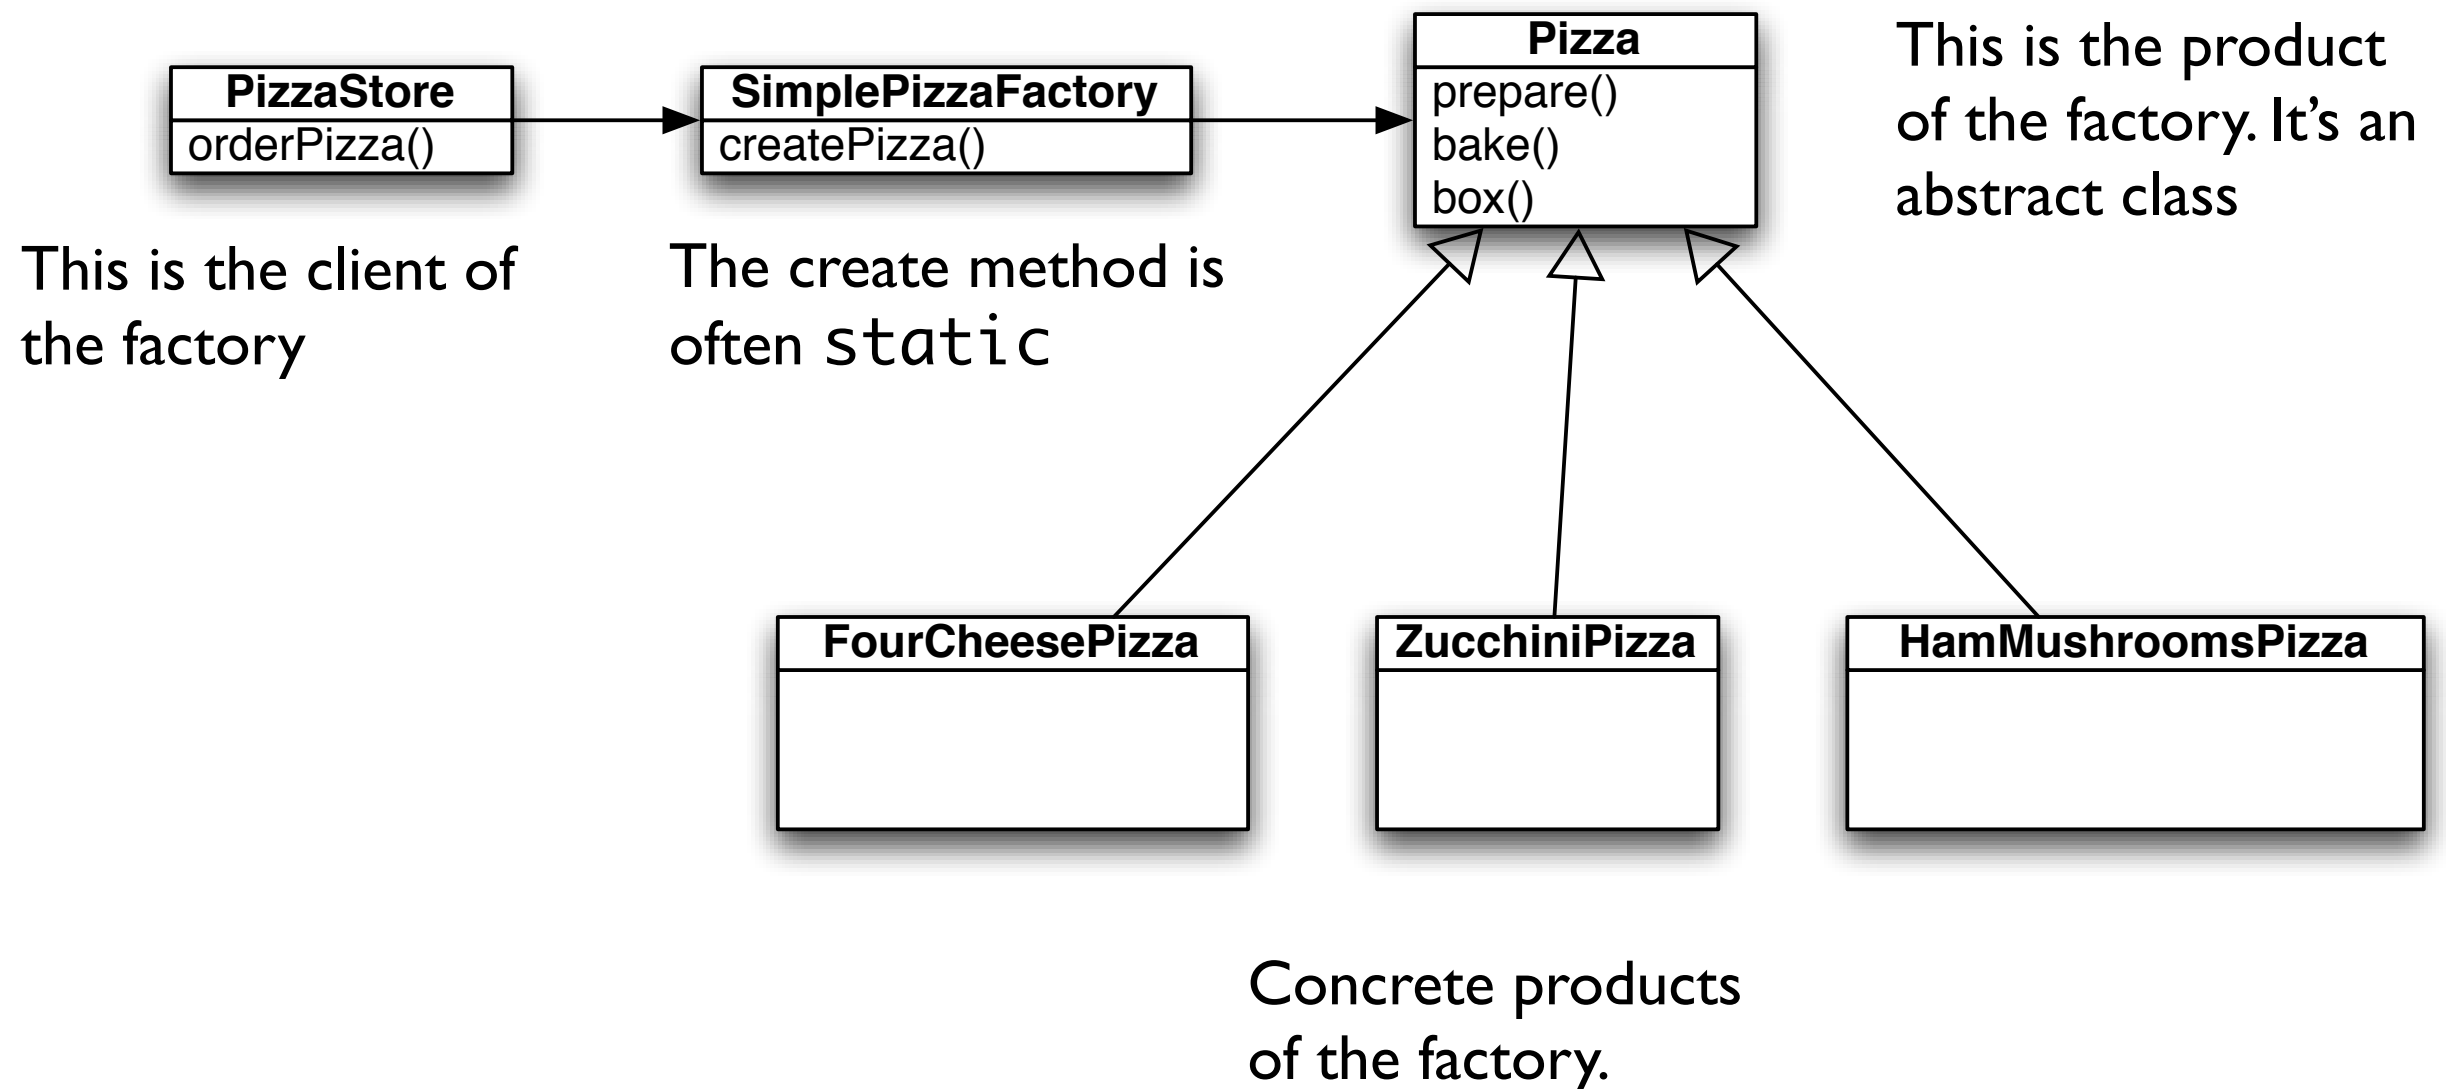 PizzaStore
orderPizza()
This is the client of
the factory
SimplePizzaFactory
createPizza()
The create method is
often static
Pizza
prepare()
bake()
box()
This is the product
of the factory. It’s an
abstract class
FourCheesePizza
ZucchiniPizza
HamMushroomsPizza
Concrete products
of the factory.